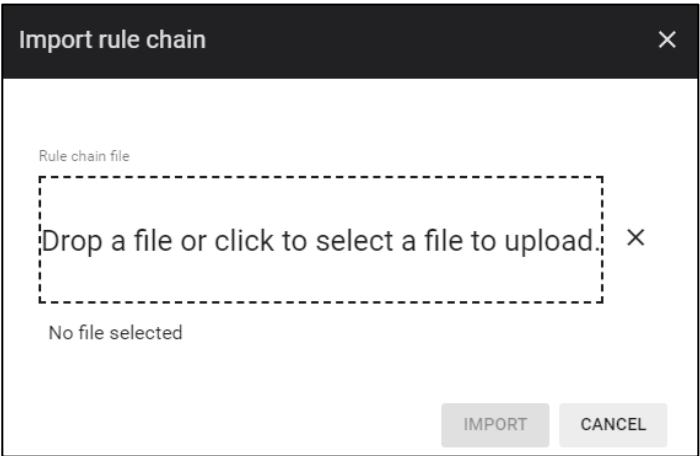 Import rule chain
Rule chain file
Drop a file or click to select a file to upload.
No file selected
IMPORT CANCEL